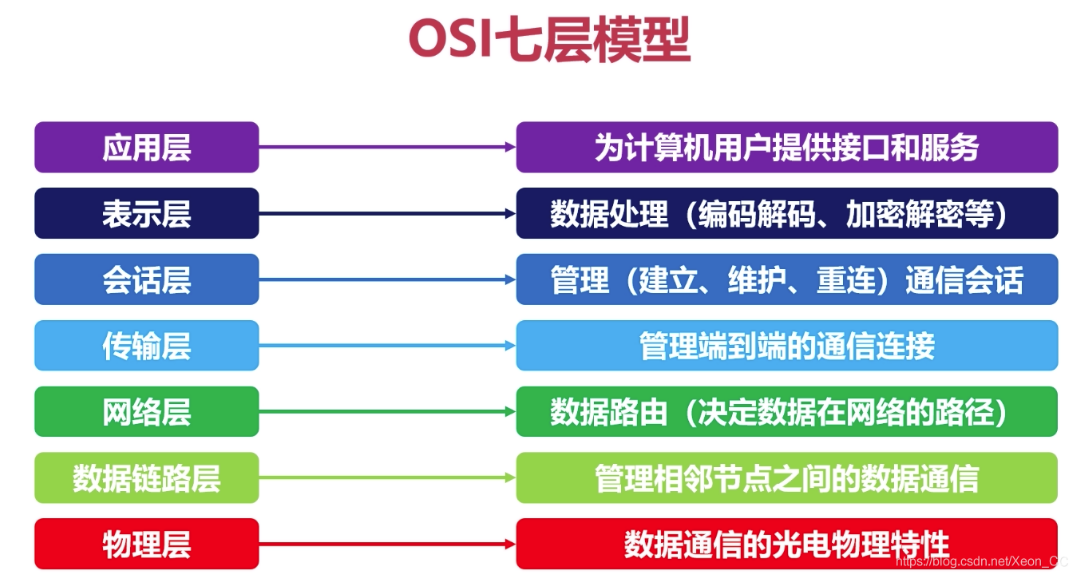 OSI七层模型
应用层
为计算机用户提供接口和服务
表示层
数据处理（编码解码、加密解密等）
会话层
管理（建立、维护、重连）通信会话
传输层
管理端到端的通信连接
网络层
数据路由（决定数据在网络的路径）
数据链路层
管理相邻节点之间的数据通信
物理层
数据通信的光电物理特性
https://blog.csdn.net/Xeon_CC